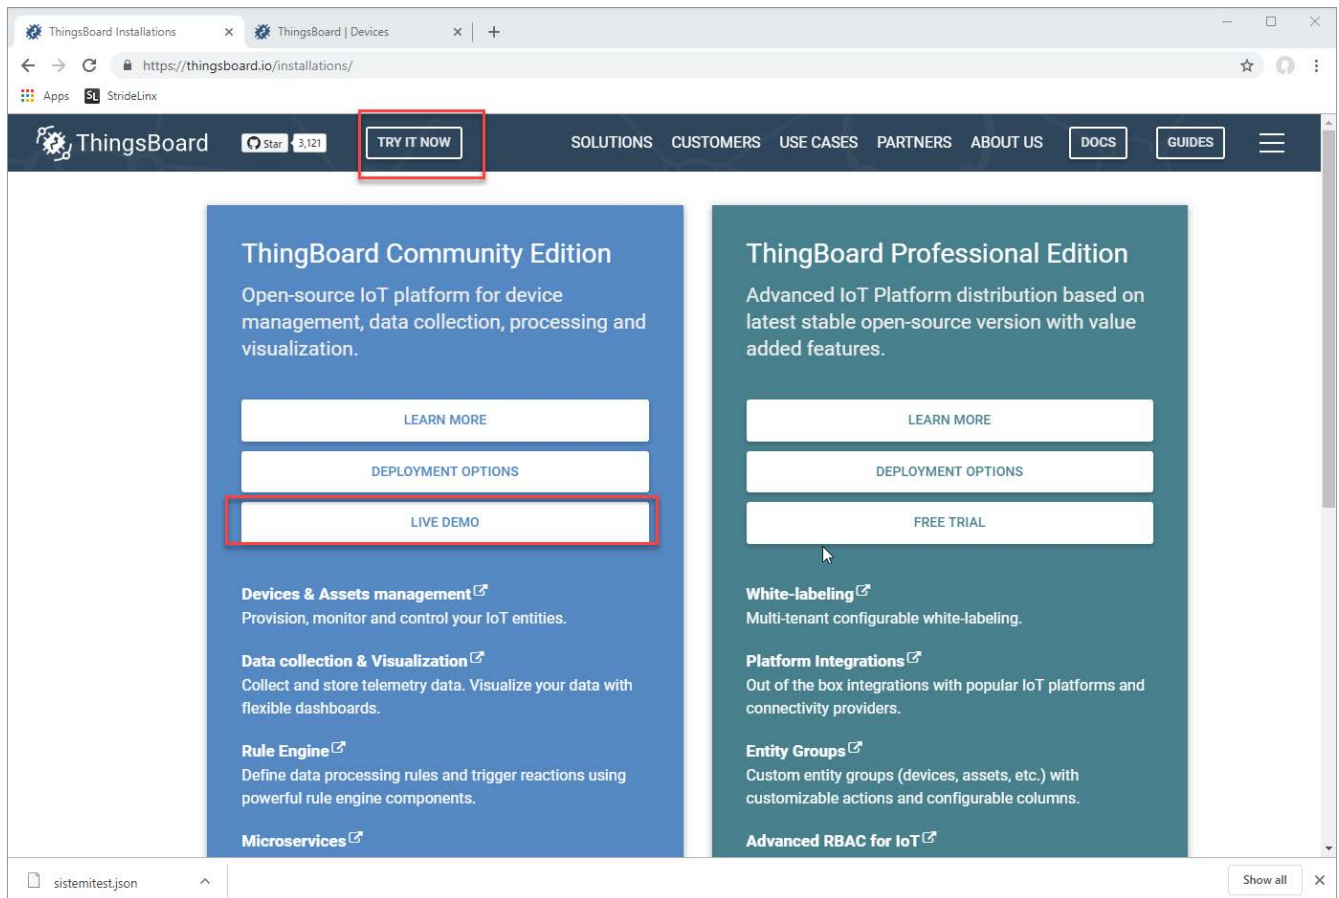 ThingsBoard Installations
ThingsBoard | Devices
https://thingsboard.io/installations/
Apps
SL StrideLinx
ThingsBoard
Star 3,121
TRY IT NOW
SOLUTIONS CUSTOMERS USE CASES PARTNERS ABOUT US DOCS GUIDES
ThingBoard Community Edition
Open-source IoT platform for device
management, data collection, processing and
visualization.
LEARN MORE
DEPLOYMENT OPTIONS
LIVE DEMO
Devices & Assets management
Provision, monitor and control your IoT entities.
Data collection & Visualization
Collect and store telemetry data. Visualize your data with
flexible dashboards.
Rule Engine
Define data processing rules and trigger reactions using
powerful rule engine components.
Microservices
ThingBoard Professional Edition
Advanced IoT Platform distribution based on
latest stable open-source version with value
added features.
LEARN MORE
DEPLOYMENT OPTIONS
FREE TRIAL
White-labeling
Multi-tenant configurable white-labeling.
Platform Integrations
Out of the box integrations with popular IoT platforms and
connectivity providers.
Entity Groups
Custom entity groups (devices, assets, etc.) with
customizable actions and configurable columns.
Advanced RBAC for IoT
sistemitest.json
Show all